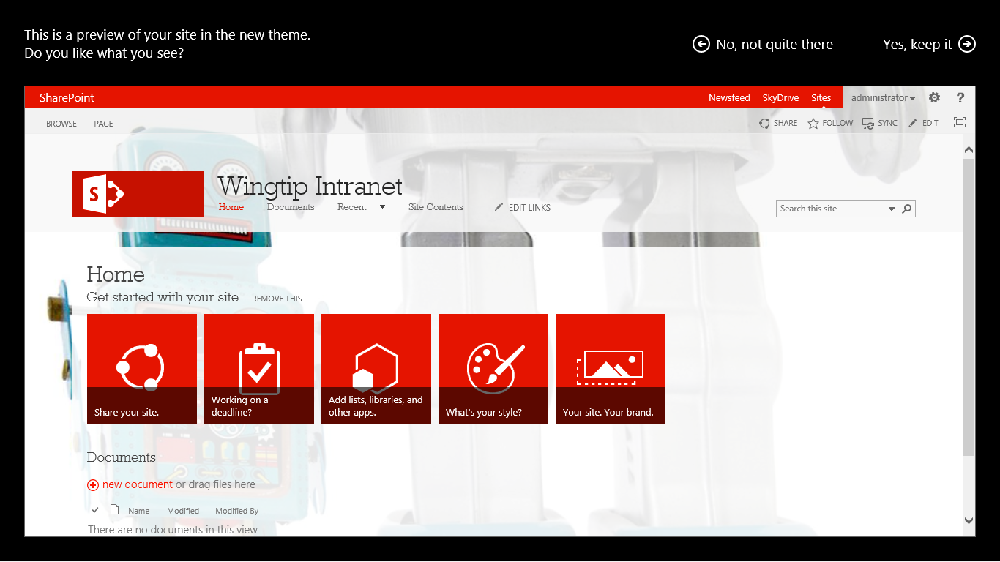 This is a preview of your site in the new theme.
Do you like what you see?
No, not quite there
Yes, keep it
SharePoint
Newsfeed SkyDrive Sites administrator ?
BROWSE PAGE
SHARE FOLLOW SYNC EDIT
S
Wingtip Intranet
Home Documents Recent Site Contents EDIT LINKS
Search this site
Home
Get started with your site REMOVE THIS
Share your site.
Working on a
deadline?
Add lists, libraries, and
other apps.
What's your style?
Your site. Your brand.
Documents
new document or drag files here
Name Modified Modified By
There are no documents in this view.